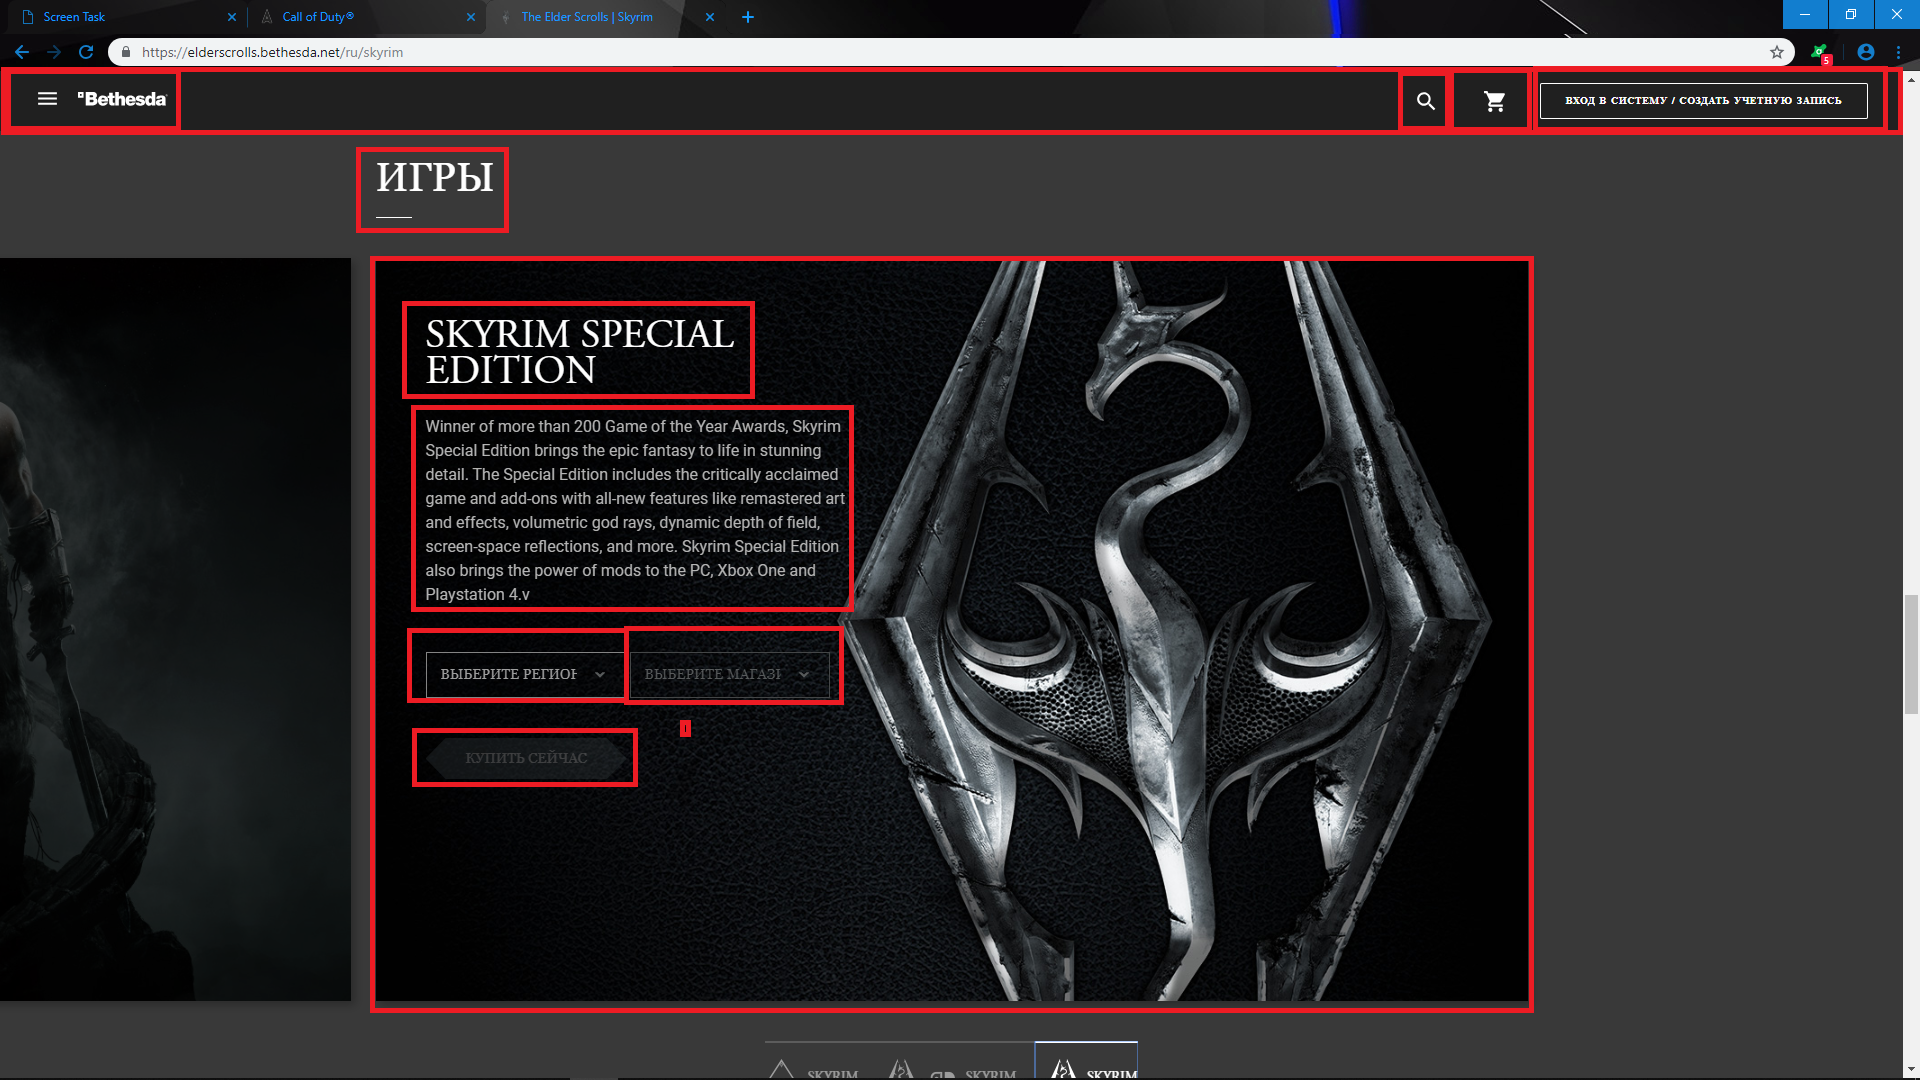 Screen Task
Call of Duty®
The Elder Scrolls | Skyrim
https://elderscrolls.bethesda.net/ru/skyrim
5
Bethesda
ВХОД В СИСТЕМУ / СОЗДАТЬ УЧЕТНУЮ ЗАПИСЬ
ИГРЫ
SKYRIM SPECIAL
EDITION
Winner of more than 200 Game of the Year Awards, Skyrim
Special Edition brings the epic fantasy to life in stunning
detail. The Special Edition includes the critically acclaimed
game and add-ons with all-new features like remastered art
and effects, volumetric god rays, dynamic depth of field,
screen-space reflections, and more. Skyrim Special Edition
also brings the power of mods to the PC, Xbox One and
Playstation 4.v
ВЫБЕРИТЕ РЕГИОН
ВЫБЕРИТЕ МАГАЗИ
КУПИТЬ СЕЙЧАС
SKYRIM
SKYRIM
SKYRIM